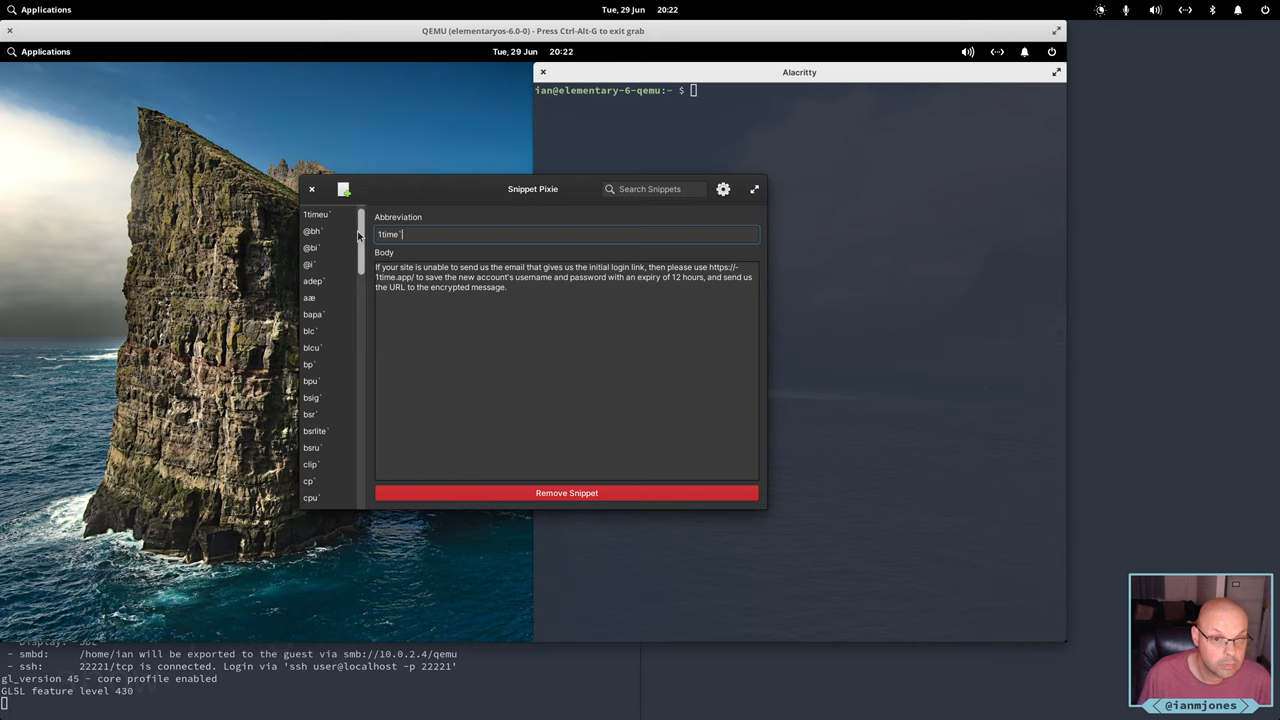 Applications
Tue, 29 Jun 20:22
QEMU (elementaryos-6.0-0) - Press Ctrl-Alt-G to exit grab
Applications
Tue, 29 Jun 20:22
Alacritty
ian@elementary-6-qemu:~ $
Snippet Pixie
Search Snippets
1timeu`
@bh`
@bi`
@i`
adep`
aæ
bapa`
blc`
blcu`
bp`
bpu`
bsig`
bsr`
bsrlite`
bsru`
clip`
cp`
cpu`
Abbreviation
1time`
Body
If your site is unable to send us the email that gives us the initial login link, then please use https://-
1time.app/ to save the new account's username and password with an expiry of 12 hours, and send us
the URL to the encrypted message.
Remove Snippet
- smbd: /home/ian will be exported to the guest via smb://10.0.2.4/qemu
- ssh: 22221/tcp is connected. Login via 'ssh user@localhost -p 22221'
gl_version 45 - core profile enabled
GLSL feature level 430
@ianmjones